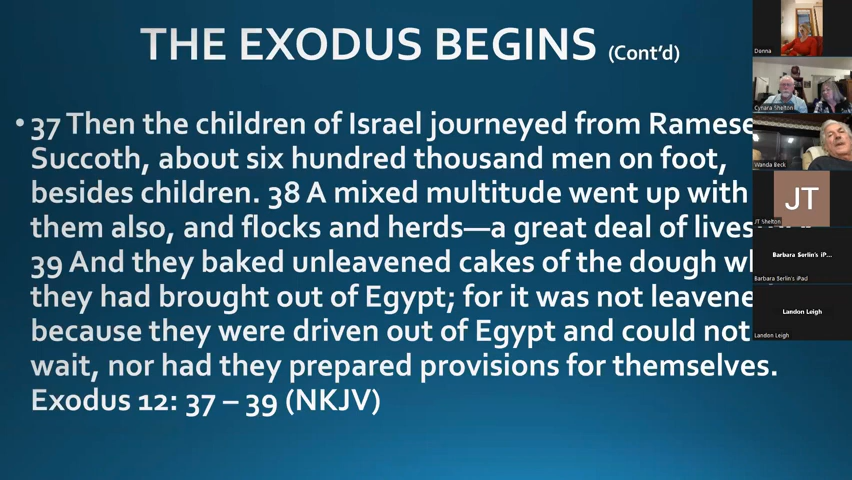 THE EXODUS BEGINS (Cont'd)
• 37 Then the children of Israel journeyed from
Succoth, about six hundred thousand men on foot,
besides children. 38 A mixed multitude went up with
them also, and flocks and herds—a great deal of
39 And they baked unleavened cakes of the dough
they had brought out of Egypt; for it was not
because they were driven out of Egypt and could not
wait, nor had they prepared provisions for themselves.
Exodus 12: 37 – 39 (NKJV)
Donna
Cynara Shelton
Wanda Beck
JT
JT Shelton
Barbara Serlin's iP...
Barbara Serlin's iPad
Landon Leigh
Landon Leigh